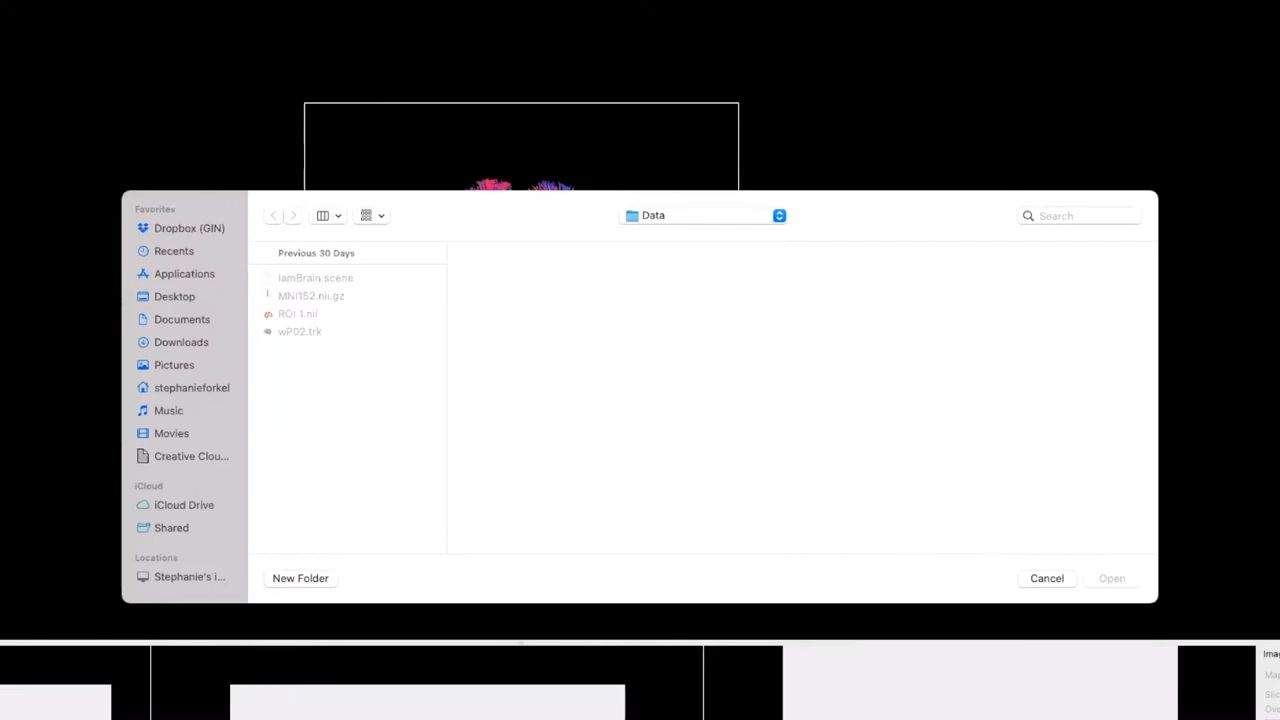 Favorites
Dropbox (GIN)
Recents
Applications
Desktop
Documents
Downloads
Pictures
stephanieforkel
Music
Movies
Creative Clou...
iCloud
iCloud Drive
Shared
Locations
Stephanie's i...
Data
Search
Previous 30 Days
IamBrain.scene
MNI152.nii.gz
ROI 1.nii
wP02.trk
New Folder
Cancel
Open